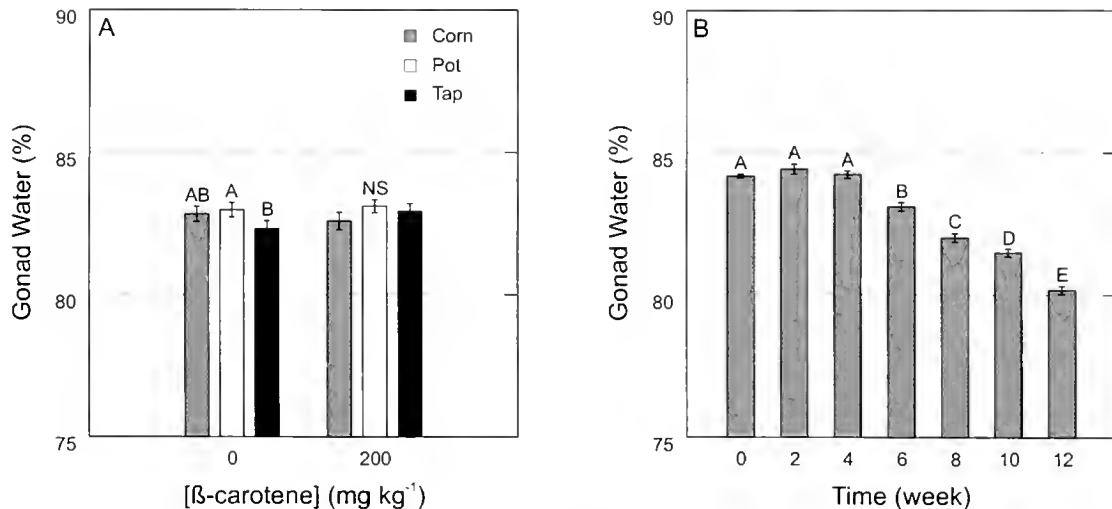 A
Corn
Pot
Tap
Gonad Water (%)
90
85
80
75
AB
A
B
NS
0
200
[ß-carotene] (mg kg⁻¹)
B
Gonad Water (%)
90
85
80
75
A
A
A
B
C
D
E
0 2 4 6 8 10 12
Time (week)